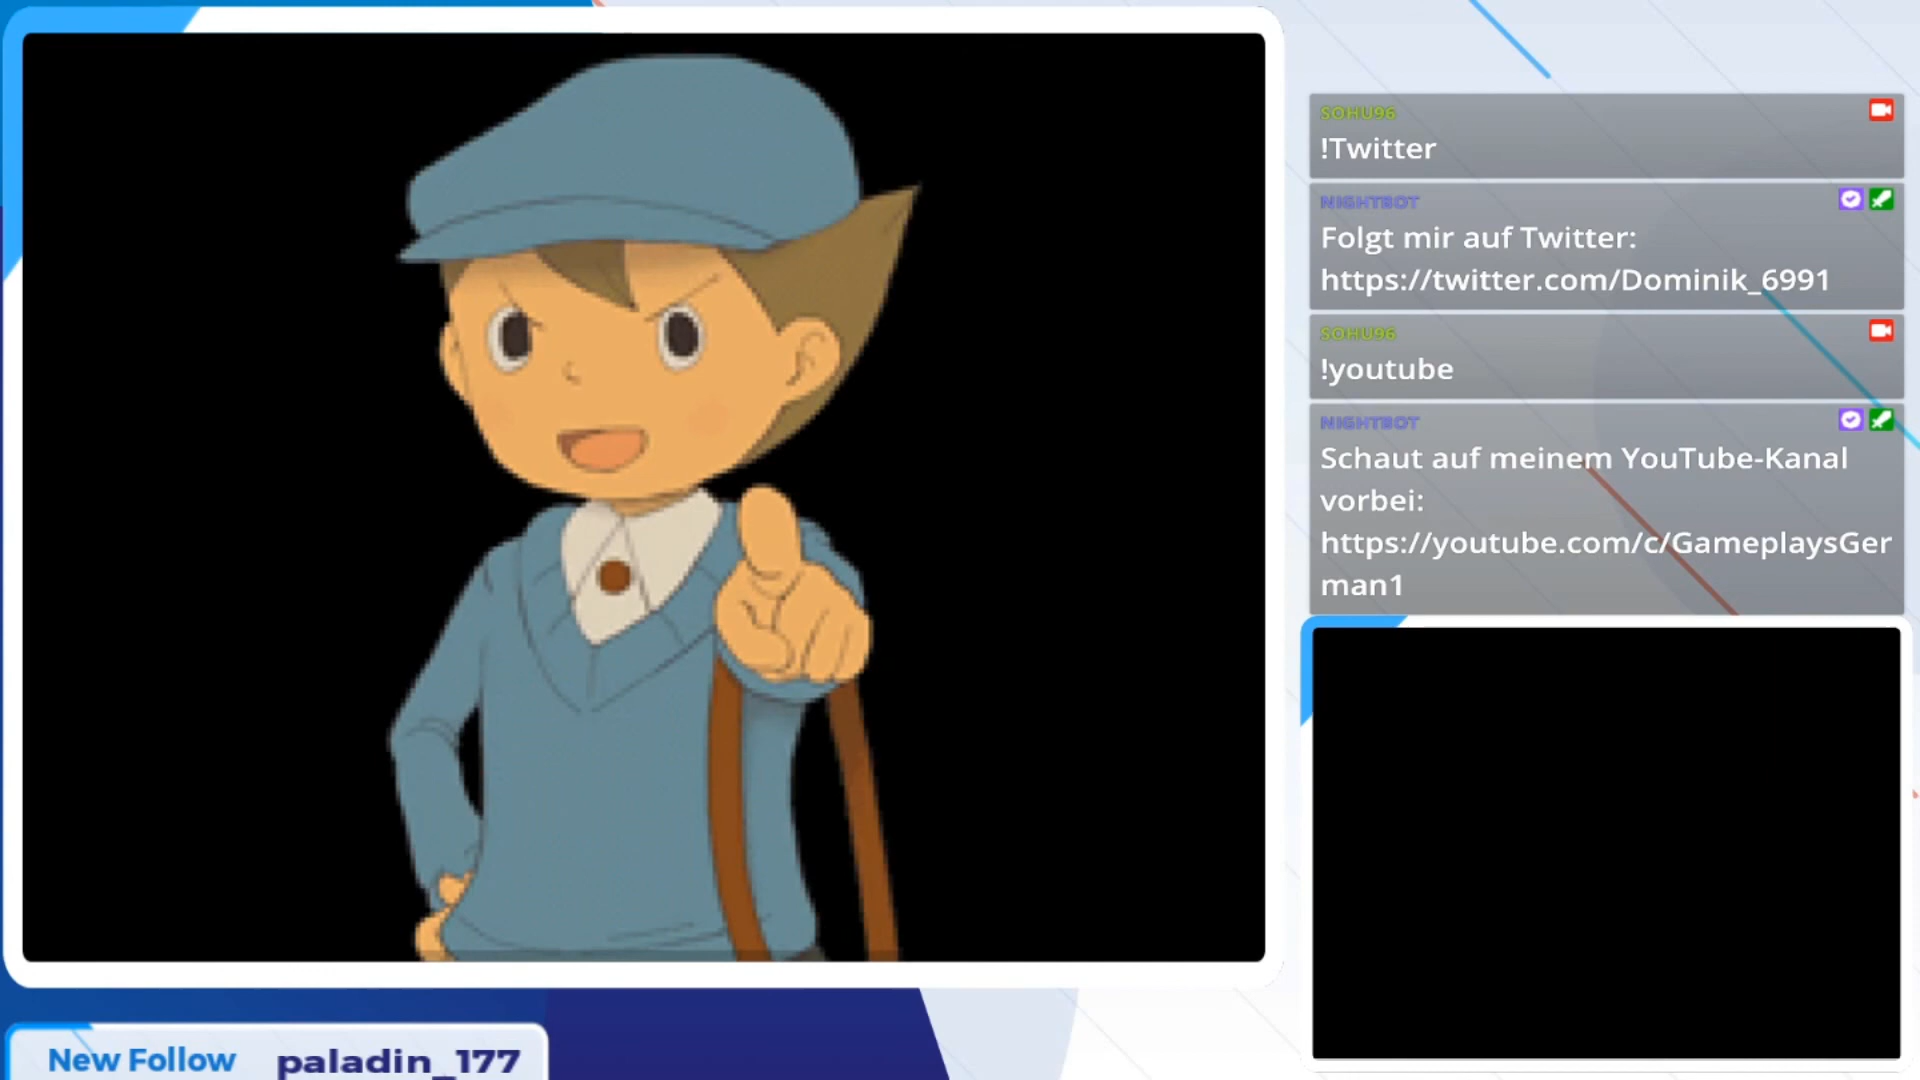 SOHU96
!Twitter
NIGHTBOT
Folgt mir auf Twitter:
https://twitter.com/Dominik_6991
SOHU96
!youtube
NIGHTBOT
Schaut auf meinem YouTube-Kanal
vorbei:
https://youtube.com/c/GameplaysGer
man1
New Follow paladin_177